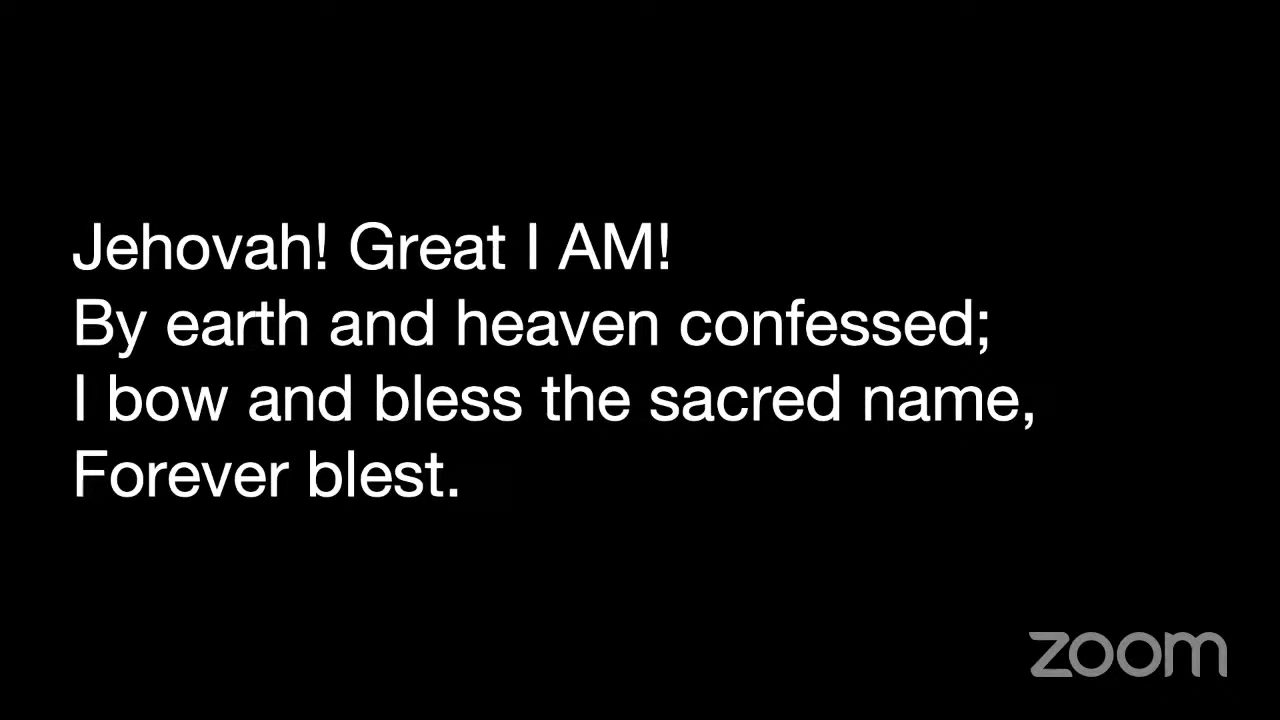 Jehovah! Great I AM!
By earth and heaven confessed;
I bow and bless the sacred name,
Forever blest.
zoom